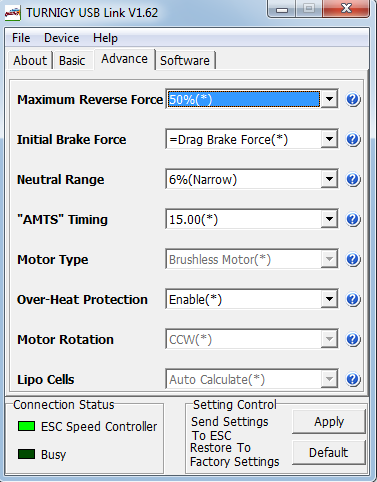 TURNIGY USB Link V1.62
File Device Help
About Basic Advance Software
Maximum Reverse Force 50%(*)
Initial Brake Force =Drag Brake Force(*)
Neutral Range 6%(Narrow)
"AMTS" Timing 15.00(*)
Motor Type Brushless Motor(*)
Over-Heat Protection Enable(*)
Motor Rotation CCW(*)
Lipo Cells Auto Calculate(*)
Connection Status
ESC Speed Controller
Busy
Setting Control
Send Settings
To ESC
Apply
Restore To
Factory Settings
Default